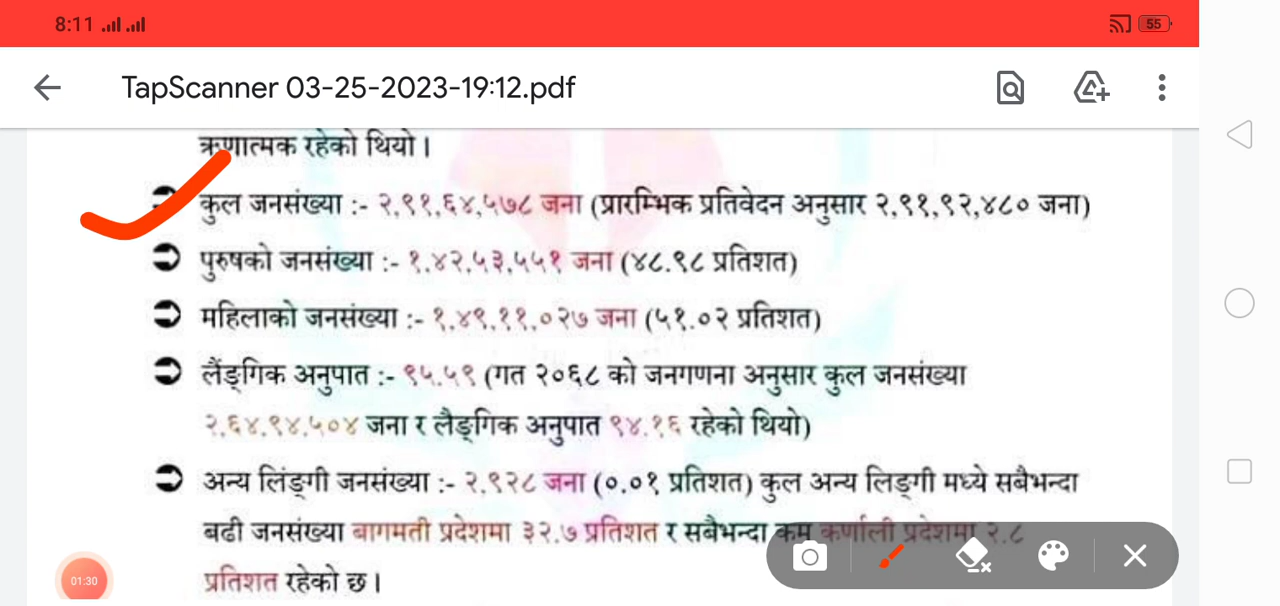 8:11
55
TapScanner 03-25-2023-19:12.pdf
ऋणात्मक रहेको थियो ।
कुल जनसंख्या :- २,९१,६४,५७८ जना (प्रारम्भिक प्रतिवेदन अनुसार २,९१,९२,४८० जना)
पुरुषको जनसंख्या :- १,४२,५३,५५१ जना (४८.९८ प्रतिशत)
महिलाको जनसंख्या :- १,४९,११,०२७ जना (५१.०२ प्रतिशत)
लैंङ्गिक अनुपात :- ९५.५९ (गत २०६८ को जनगणना अनुसार कुल जनसंख्या
२,६४,९४,५०४ जना र लैङ्गिक अनुपात ९४.१६ रहेको थियो)
अन्य लिंङ्गी जनसंख्या :- २,९२८ जना (०.०१ प्रतिशत) कुल अन्य लिङ्गी मध्ये सबैभन्दा
बढी जनसंख्या बागमती प्रदेशमा ३२.७ प्रतिशत र सबैभन्दा कम कर्णाली प्रदेशमा २.८
प्रतिशत रहेको छ ।
01:30